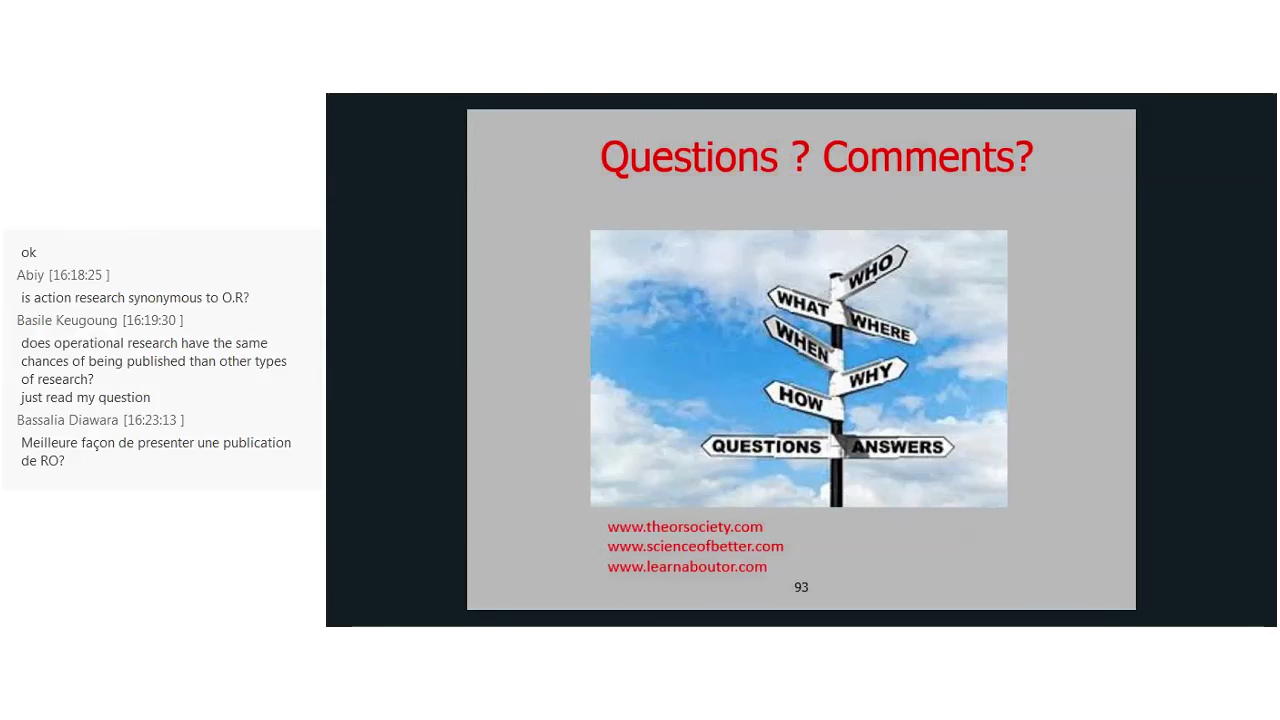 ok
Abiy [16:18:25 ]
is action research synonymous to O.R?
Basile Keugoung [16:19:30 ]
does operational research have the same
chances of being published than other types
of research?
just read my question
Bassalia Diawara [16:23:13 ]
Meilleure façon de presenter une publication
de RO?
Questions ? Comments?
WHO
WHAT
WHERE
WHEN
WHY
HOW
QUESTIONS ANSWERS
www.theorsociety.com
www.scienceofbetter.com
www.learnaboutor.com
93